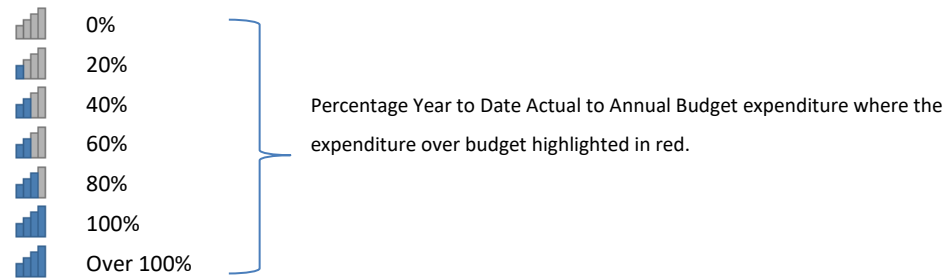 0%
20%
40%
60%
80%
100%
Over 100%
Percentage Year to Date Actual to Annual Budget expenditure where the
expenditure over budget highlighted in red.